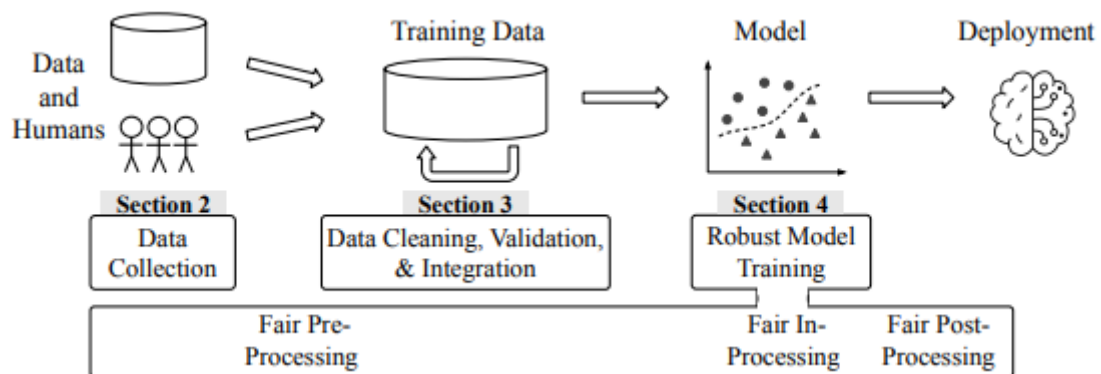 Training Data
Model
Deployment
Data
and
Humans
Section 2
Section 3
Section 4
Data
Collection
Data Cleaning, Validation,
& Integration
Robust Model
Training
Fair Pre-
Processing
Fair In-
Processing
Fair Post-
Processing